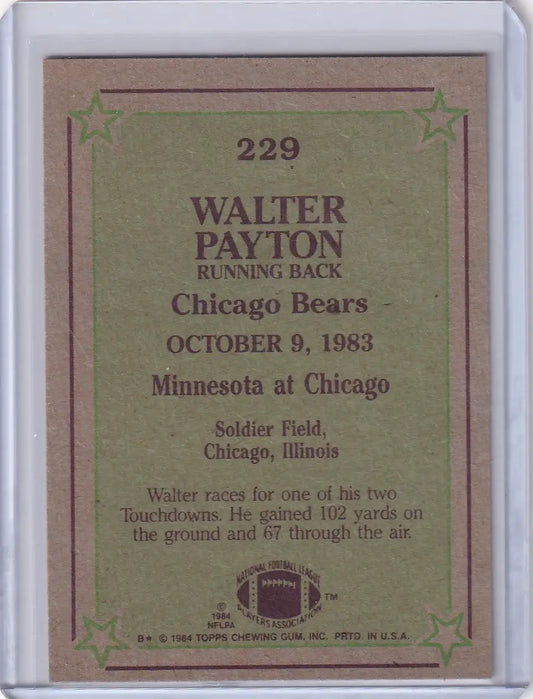 229
WALTER
PAYTON
RUNNING BACK
Chicago Bears
OCTOBER 9, 1983
Minnesota at Chicago
Soldier Field,
Chicago, Illinois
Walter races for one of his two
Touchdowns. He gained 102 yards on
the ground and 67 through the air.
NATIONAL FOOTBALL LEAGUE
PLAYERS ASSOCIATION
TM
©
1984
NFLPA
B★ © 1984 TOPPS CHEWING GUM, INC. PRTD. IN U.S.A.